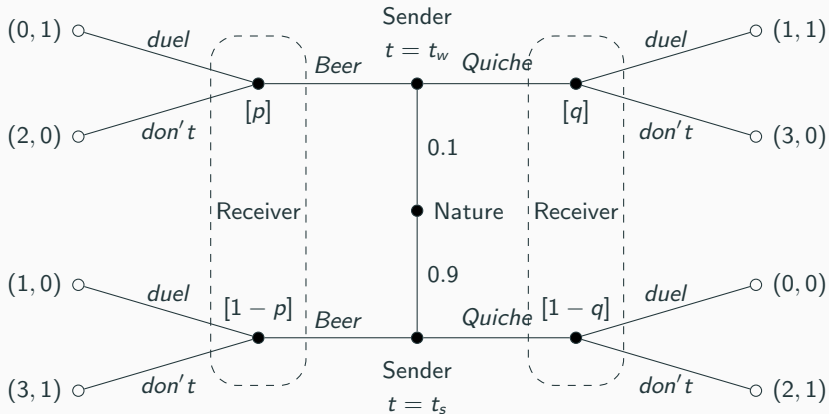 Sender
t = t_w
(0, 1)
duel
Beer
Quiche
duel
(1, 1)
[p]
[q]
(2, 0)
don't
don't
(3, 0)
0.1
Receiver
Nature
Receiver
0.9
(1, 0)
duel
[1 − p]
Beer
Quiche
[1 − q]
duel
(0, 0)
(3, 1)
don't
don't
(2, 1)
Sender
t = t_s